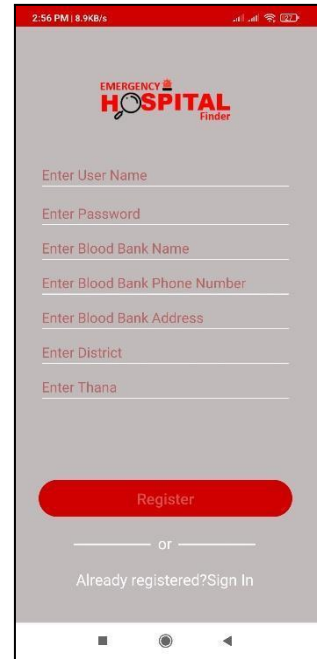 2:56 PM | 8.9KB/s
27
EMERGENCY
HOSPITAL
Finder
Enter User Name
Enter Password
Enter Blood Bank Name
Enter Blood Bank Phone Number
Enter Blood Bank Address
Enter District
Enter Thana
Register
or
Already registered?Sign In